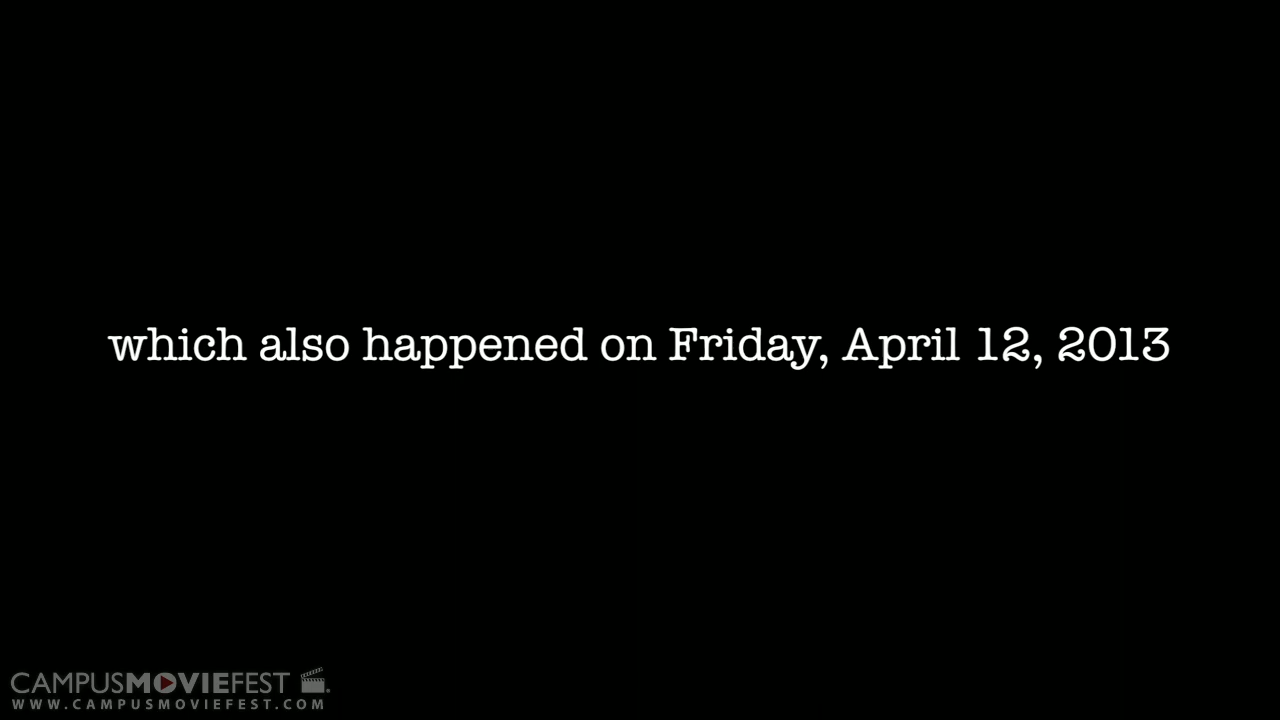 which also happened on Friday, April 12, 2013
CAMPUSMOVIEFEST
WWW.CAMPUSMOVIEFEST.COM